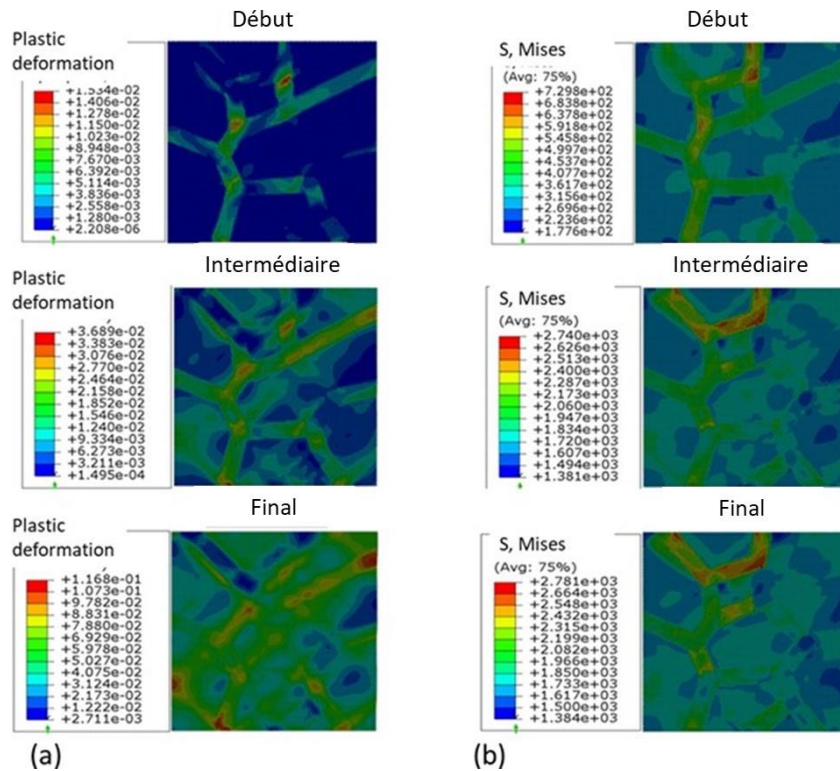 Début
Plastic
deformation
+1.534e-02
+1.406e-02
+1.278e-02
+1.150e-02
+1.023e-02
+8.948e-03
+7.670e-03
+6.392e-03
+5.114e-03
+3.836e-03
+2.558e-03
+1.280e-03
+2.208e-06
Intermédiaire
Plastic
deformation
+3.689e-02
+3.383e-02
+3.076e-02
+2.770e-02
+2.464e-02
+2.158e-02
+1.852e-02
+1.546e-02
+1.240e-02
+9.334e-03
+6.273e-03
+3.211e-03
+1.495e-04
Final
Plastic
deformation
+1.168e-01
+1.073e-01
+9.782e-02
+8.831e-02
+7.880e-02
+6.929e-02
+5.978e-02
+5.027e-02
+4.075e-02
+3.124e-02
+2.173e-02
+1.222e-02
+2.711e-03
(a)
Début
S, Mises
(Avg: 75%)
+7.298e+02
+6.838e+02
+6.378e+02
+5.918e+02
+5.458e+02
+4.997e+02
+4.537e+02
+4.077e+02
+3.617e+02
+3.156e+02
+2.696e+02
+2.236e+02
+1.776e+02
Intermédiaire
S, Mises
(Avg: 75%)
+2.740e+03
+2.626e+03
+2.513e+03
+2.400e+03
+2.287e+03
+2.173e+03
+2.060e+03
+1.947e+03
+1.834e+03
+1.720e+03
+1.607e+03
+1.494e+03
+1.381e+03
Final
S, Mises
(Avg: 75%)
+2.781e+03
+2.664e+03
+2.548e+03
+2.432e+03
+2.315e+03
+2.199e+03
+2.082e+03
+1.966e+03
+1.850e+03
+1.733e+03
+1.617e+03
+1.500e+03
+1.384e+03
(b)